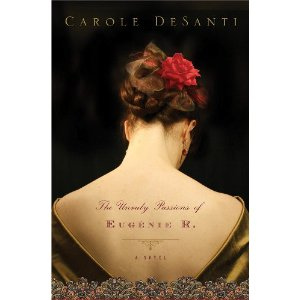 CAROLE DESANTI
The Unruly Passions of
EUGÉNIE R.
A NOVEL